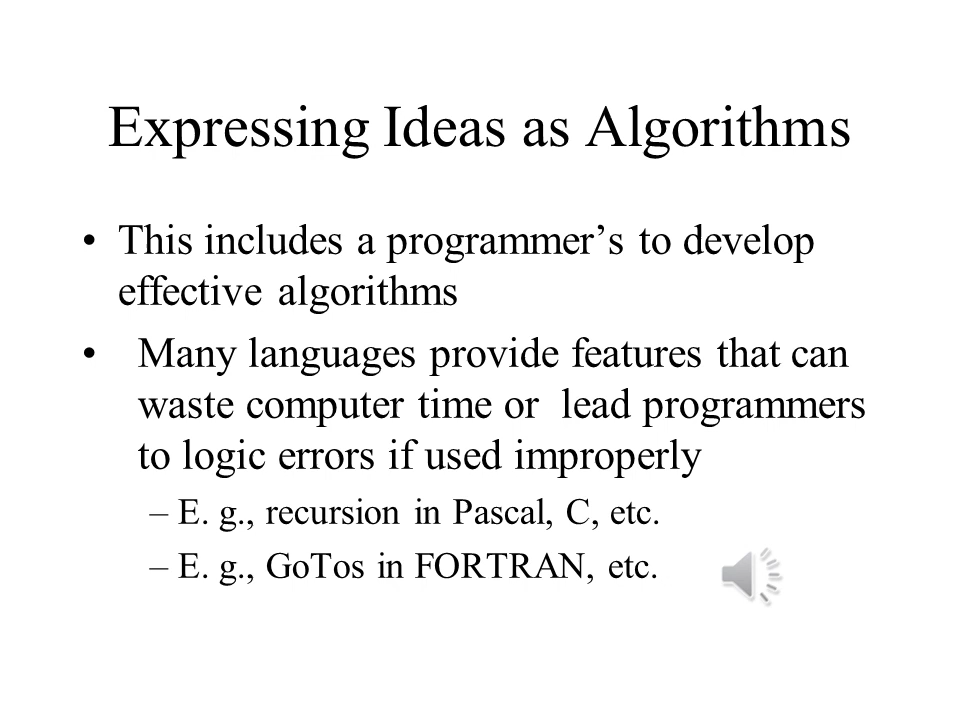 Expressing Ideas as Algorithms
• This includes a programmer’s to develop
effective algorithms
• Many languages provide features that can
waste computer time or  lead programmers
to logic errors if used improperly
– E. g., recursion in Pascal, C, etc.
– E. g., GoTos in FORTRAN, etc.